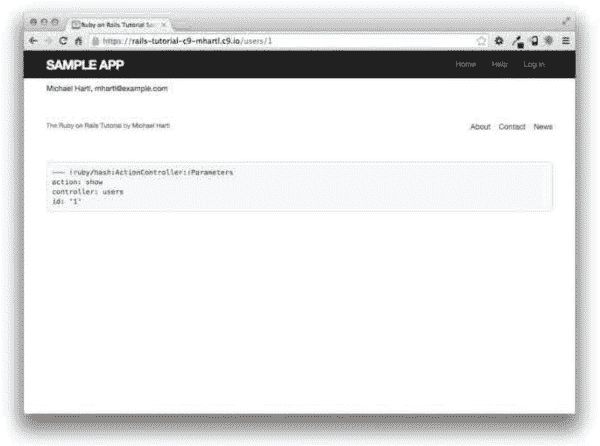 Ruby on Rails Tutorial Sa
https://rails-tutorial-c9-mhartl.c9.io/users/1
SAMPLE APP
Home Help Log in
Michael Hartl, mhartl@example.com
The Ruby on Rails Tutorial by Michael Hartl
About Contact News
--- !ruby/hash:ActionController::Parameters
action: show
controller: users
id: '1'